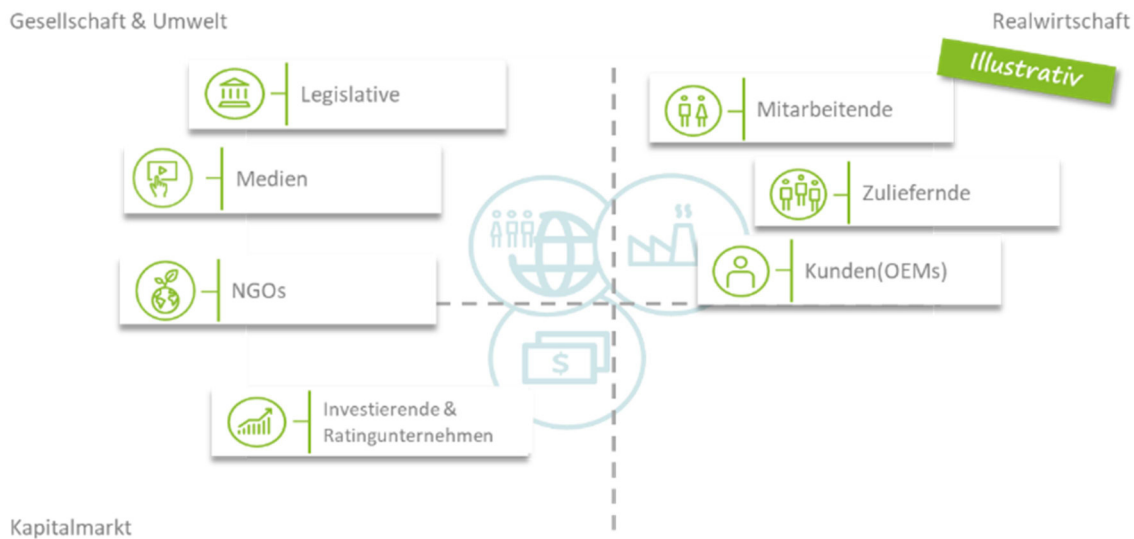 Gesellschaft & Umwelt
Realwirtschaft
Illustrativ
Legislative
Medien
NGOs
Mitarbeitende
Zuliefernde
Kunden(OEMs)
$
Investierende &
Ratingunternehmen
Kapitalmarkt